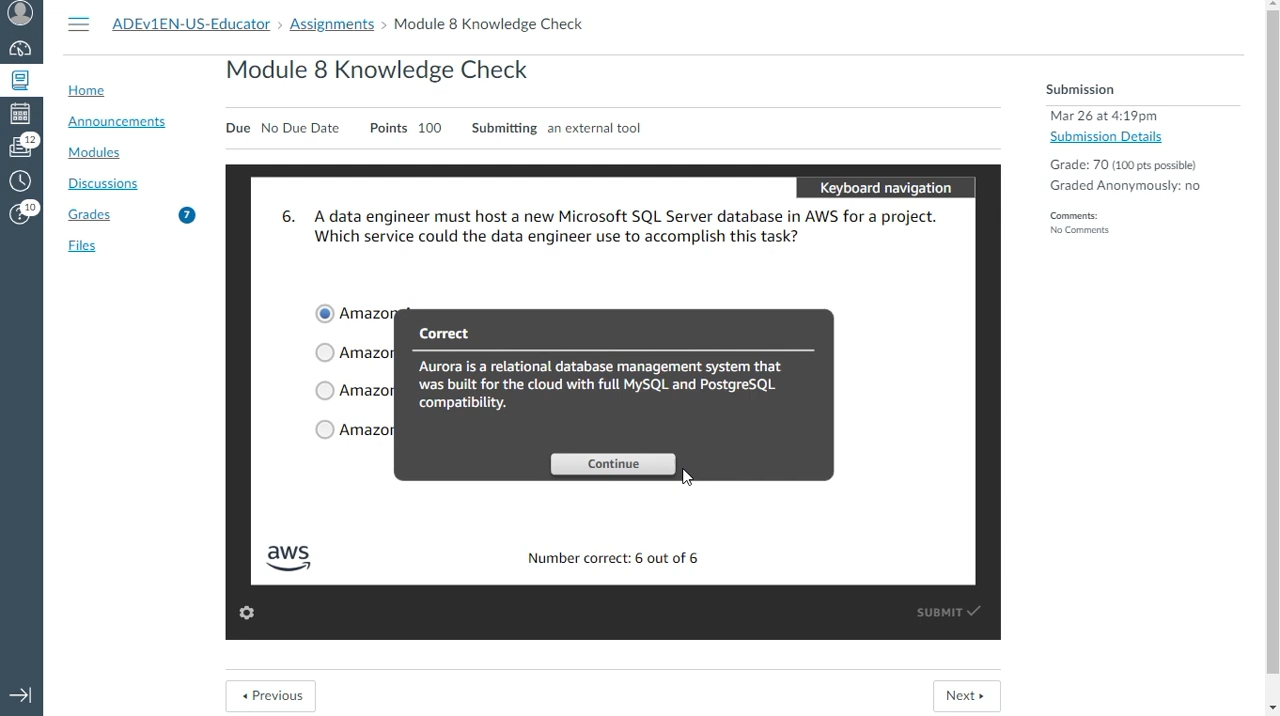 ADEv1EN-US-Educator › Assignments › Module 8 Knowledge Check
Module 8 Knowledge Check
Home
Announcements
Modules
Discussions
Grades 7
Files
12
10
Due No Due Date Points 100 Submitting an external tool
Keyboard navigation
6. A data engineer must host a new Microsoft SQL Server database in AWS for a project.
Which service could the data engineer use to accomplish this task?
Amazon
Amazon
Amazon
Amazon
Correct
Aurora is a relational database management system that
was built for the cloud with full MySQL and PostgreSQL
compatibility.
Continue
aws
Number correct: 6 out of 6
SUBMIT
Previous
Next
Submission
Mar 26 at 4:19pm
Submission Details
Grade: 70 (100 pts possible)
Graded Anonymously: no
Comments:
No Comments